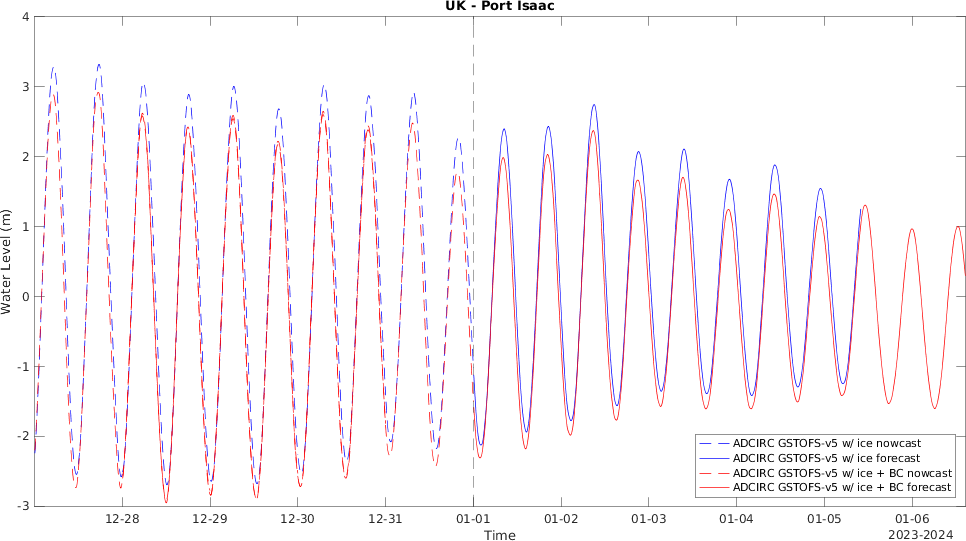 UK - Port Isaac
4
3
2
1
0
-1
-2
-3
Water Level (m)
ADCIRC GSTOFS-v5 w/ ice nowcast
ADCIRC GSTOFS-v5 w/ ice forecast
ADCIRC GSTOFS-v5 w/ ice + BC nowcast
ADCIRC GSTOFS-v5 w/ ice + BC forecast
12-28 12-29 12-30 12-31 01-01 01-02 01-03 01-04 01-05 01-06
Time
2023-2024